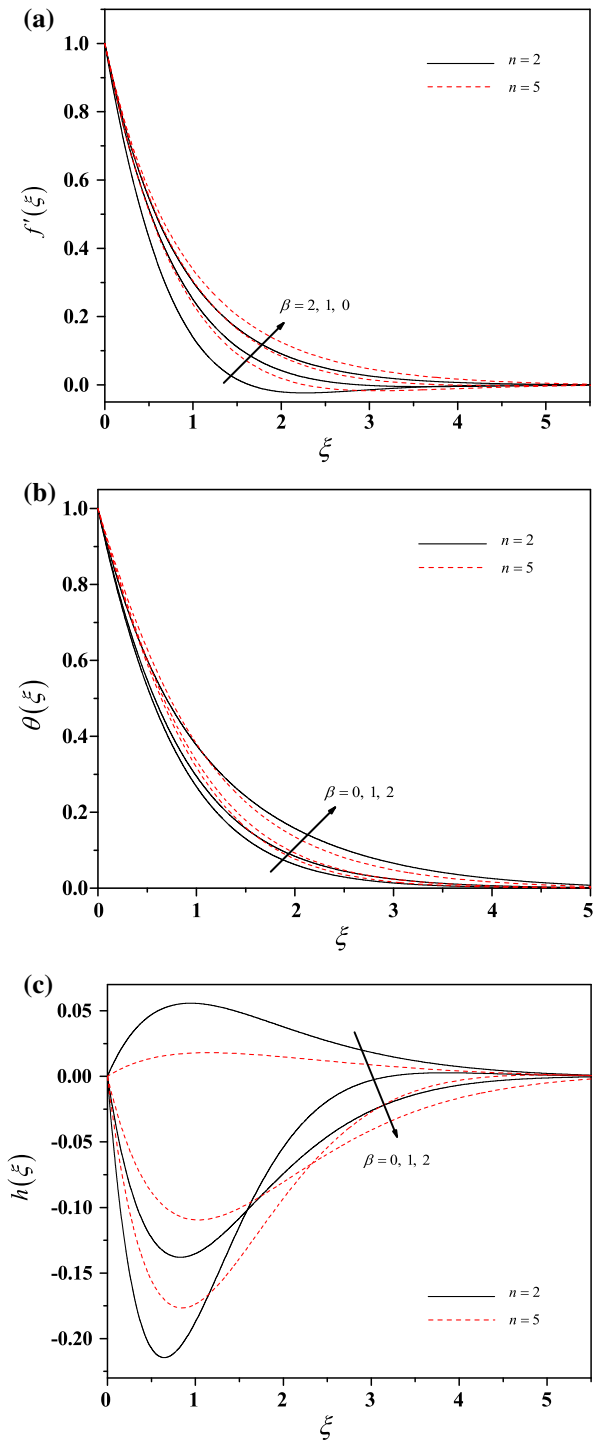 (a)
1.0
0.8
0.6
0.4
0.2
0.0
f'(ξ)
n = 2
n = 5
β = 2, 1, 0
0 1 2 3 4 5
ξ
(b)
1.0
0.8
0.6
0.4
0.2
0.0
θ(ξ)
n = 2
n = 5
β = 0, 1, 2
0 1 2 3 4 5
ξ
(c)
0.05
0.00
-0.05
-0.10
-0.15
-0.20
h(ξ)
β = 0, 1, 2
n = 2
n = 5
0 1 2 3 4 5
ξ